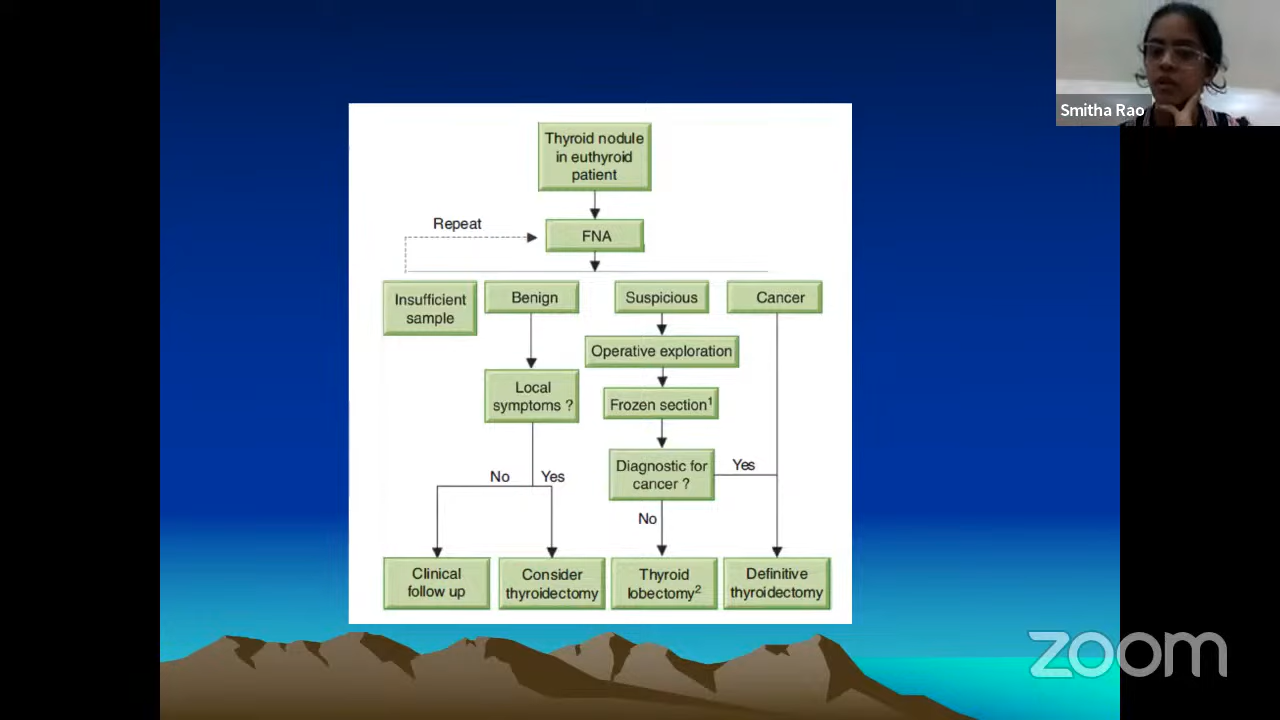 Smitha Rao
Thyroid nodule
in euthyroid
patient
Repeat
FNA
Insufficient
sample
Benign
Suspicious
Cancer
Operative exploration
Local
symptoms ?
Frozen section1
Diagnostic for
cancer ?
Yes
No
Yes
No
Clinical
follow up
Consider
thyroidectomy
Thyroid
lobectomy2
Definitive
thyroidectomy
zoom